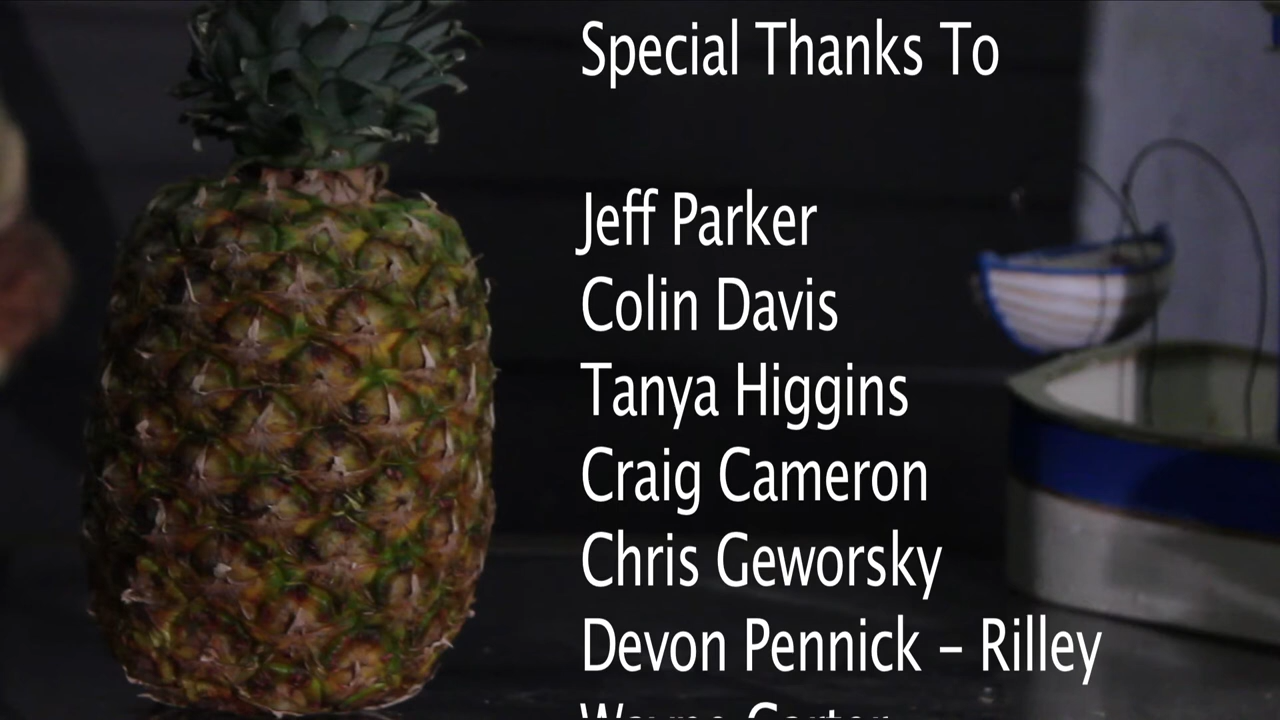 Special Thanks To
Jeff Parker
Colin Davis
Tanya Higgins
Craig Cameron
Chris Geworsky
Devon Pennick – Rilley